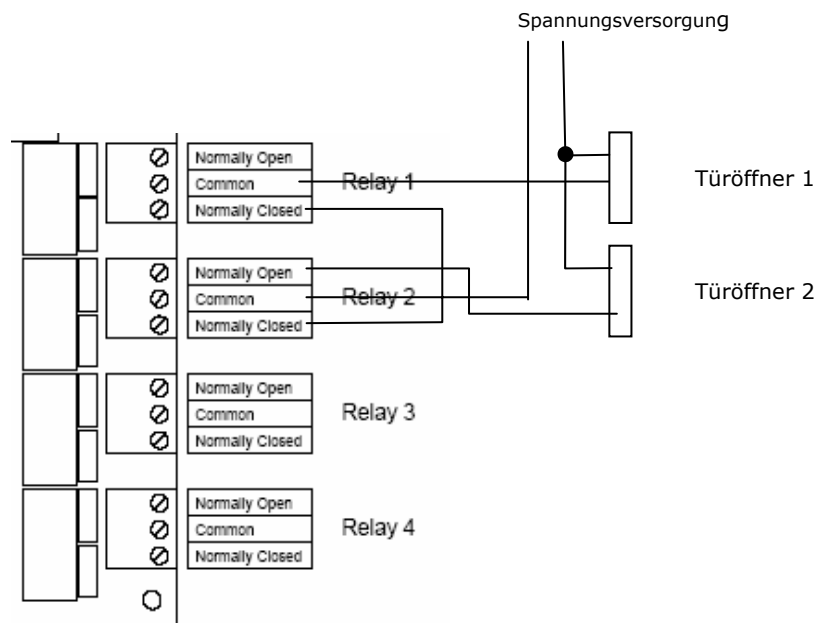 Spannungsversorgung
Normally Open
Common
Normally Closed
Relay 1
Türöffner 1
Normally Open
Common
Normally Closed
Relay 2
Türöffner 2
Normally Open
Common
Normally Closed
Relay 3
Normally Open
Common
Normally Closed
Relay 4